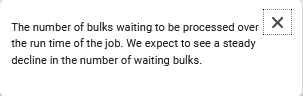 The number of bulks waiting to be processed over
the run time of the job. We expect to see a steady
decline in the number of waiting bulks.